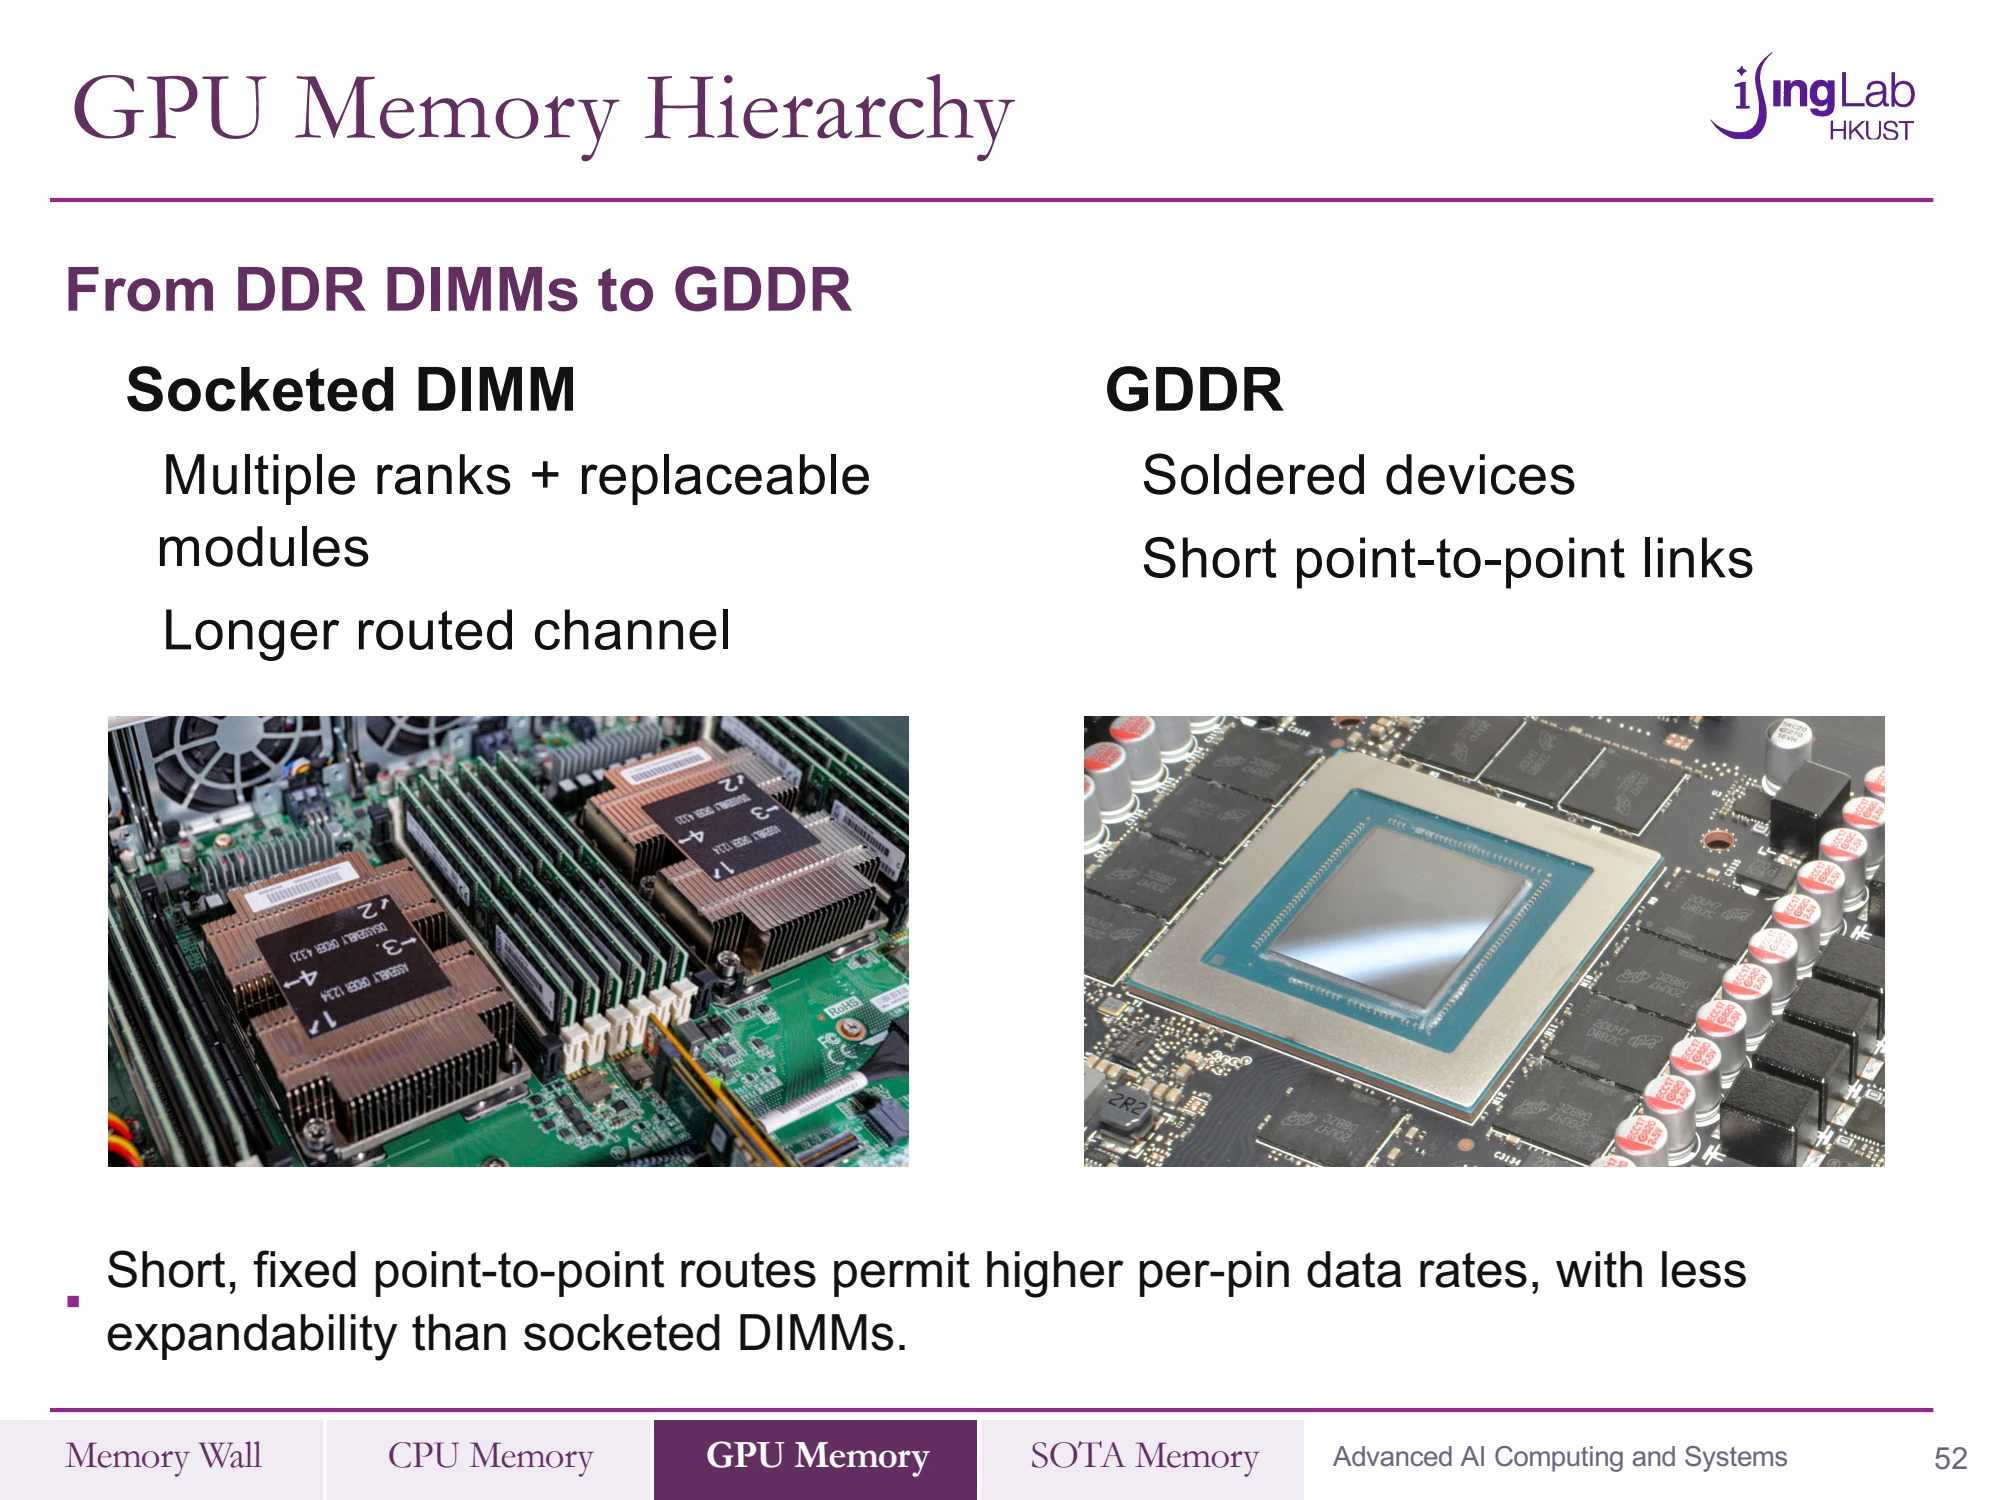 GPU Memory Hierarchy
iSingLab
HKUST
From DDR DIMMs to GDDR
Socketed DIMM
Multiple ranks + replaceable
modules
Longer routed channel
GDDR
Soldered devices
Short point-to-point links
Short, fixed point-to-point routes permit higher per-pin data rates, with less
expandability than socketed DIMMs.
Memory Wall
CPU Memory
GPU Memory
SOTA Memory
Advanced AI Computing and Systems
52